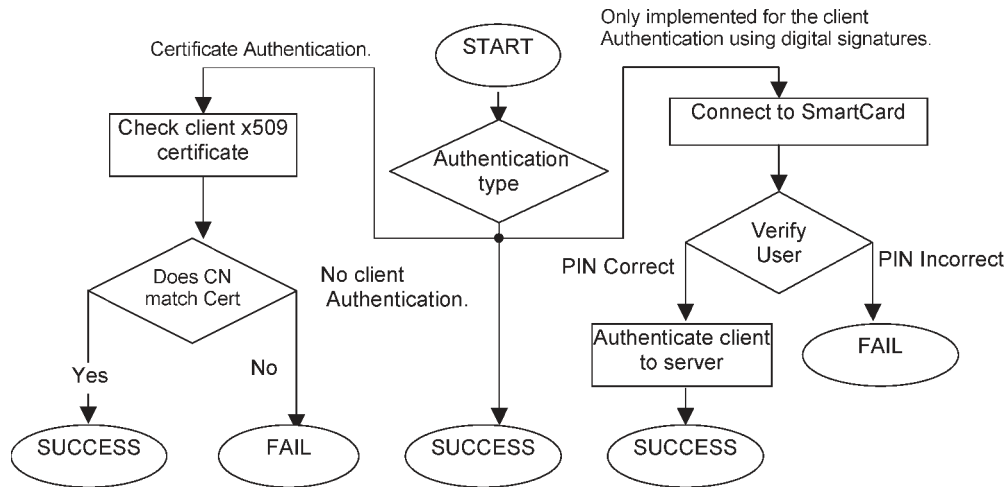 Only implemented for the client
Authentication using digital signatures.
Certificate Authentication.
START
Check client x509
certificate
Authentication
type
Connect to SmartCard
Verify
User
Does CN
match Cert
No client
Authentication.
PIN Correct
PIN Incorrect
Authenticate client
to server
FAIL
Yes
No
SUCCESS
FAIL
SUCCESS
SUCCESS